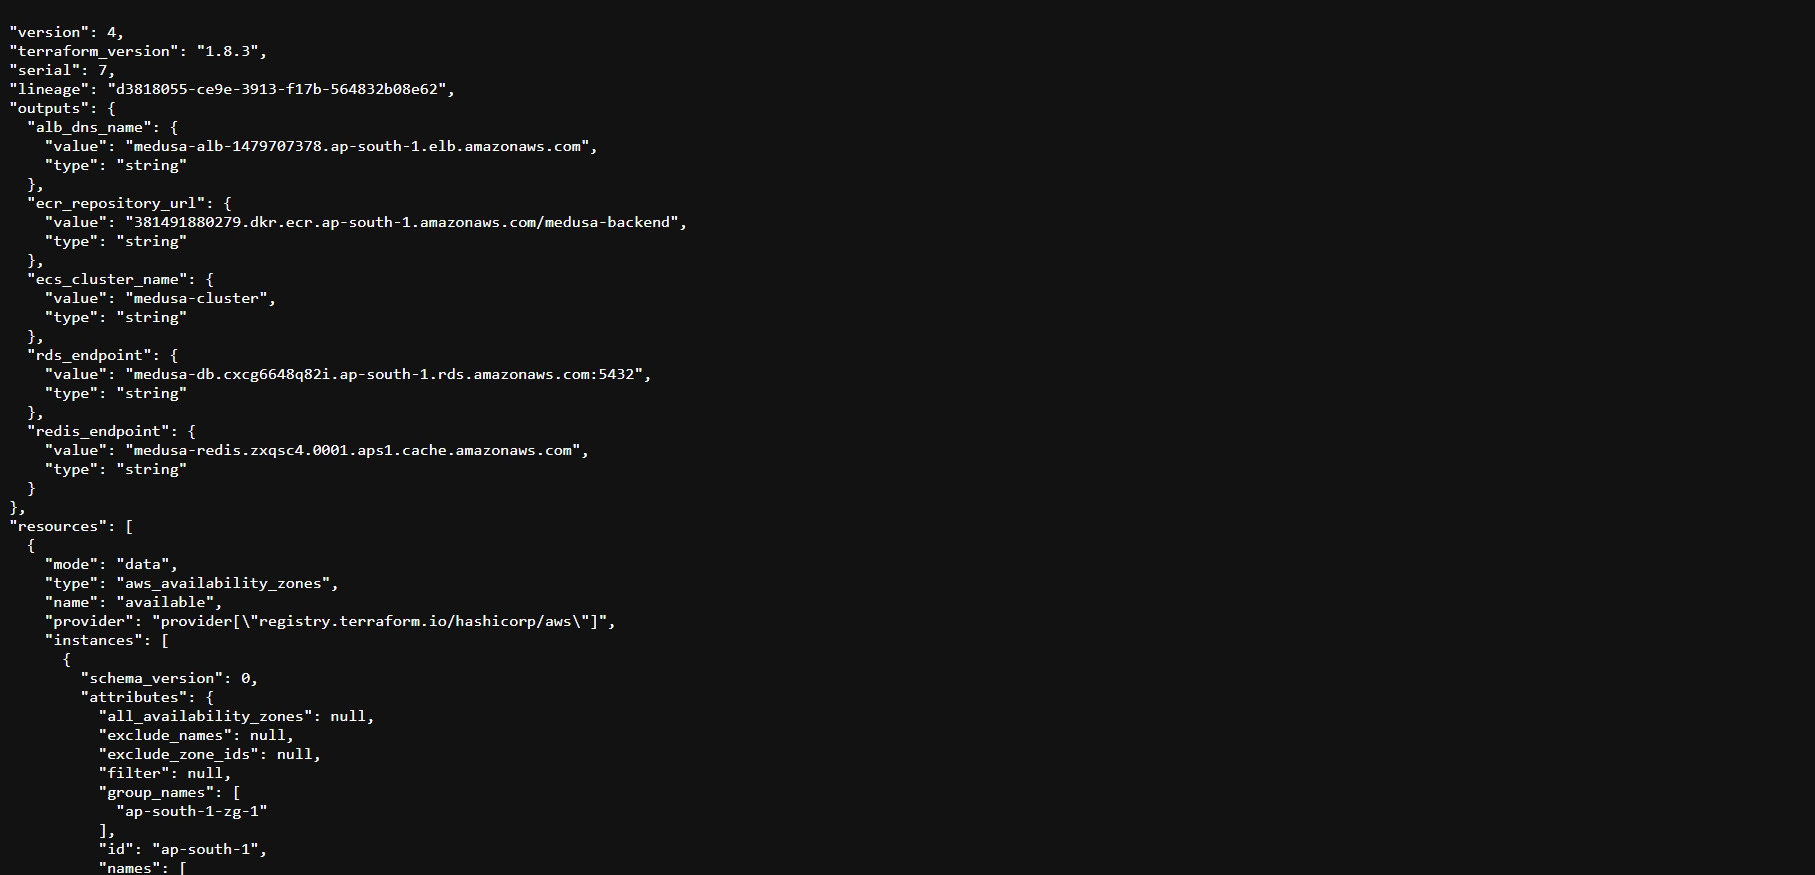 "version": 4,
"terraform_version": "1.8.3",
"serial": 7,
"lineage": "d3818055-ce9e-3913-f17b-564832b08e62",
"outputs": {
  "alb_dns_name": {
    "value": "medusa-alb-1479707378.ap-south-1.elb.amazonaws.com",
    "type": "string"
  },
  "ecr_repository_url": {
    "value": "381491880279.dkr.ecr.ap-south-1.amazonaws.com/medusa-backend",
    "type": "string"
  },
  "ecs_cluster_name": {
    "value": "medusa-cluster",
    "type": "string"
  },
  "rds_endpoint": {
    "value": "medusa-db.cxcg6648q82i.ap-south-1.rds.amazonaws.com:5432",
    "type": "string"
  },
  "redis_endpoint": {
    "value": "medusa-redis.zxqsc4.0001.aps1.cache.amazonaws.com",
    "type": "string"
  }
},
"resources": [
  {
    "mode": "data",
    "type": "aws_availability_zones",
    "name": "available",
    "provider": "provider[\"registry.terraform.io/hashicorp/aws\"]",
    "instances": [
      {
        "schema_version": 0,
        "attributes": {
          "all_availability_zones": null,
          "exclude_names": null,
          "exclude_zone_ids": null,
          "filter": null,
          "group_names": [
            "ap-south-1-zg-1"
          ],
          "id": "ap-south-1",
          "names": [